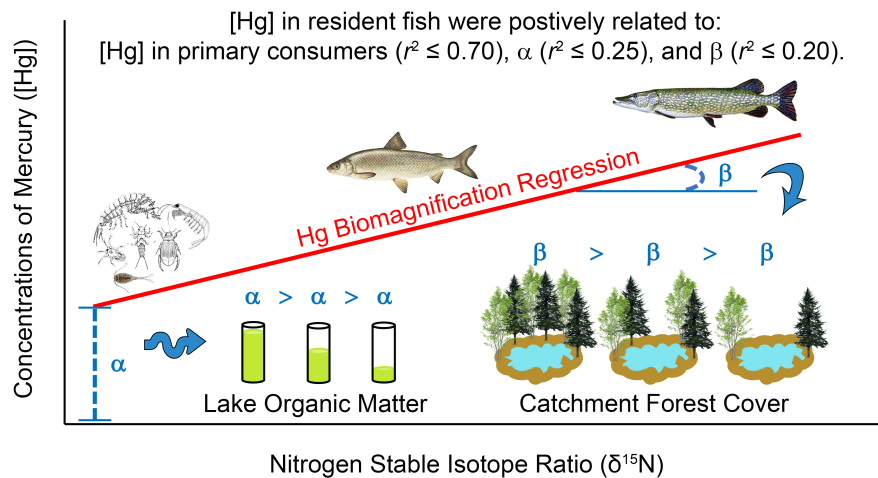 [Hg] in resident fish were postively related to:
[Hg] in primary consumers (r² ≤ 0.70), α (r² ≤ 0.25), and β (r² ≤ 0.20).
Concentrations of Mercury ([Hg])
Hg Biomagnification Regression
β
β > β > β
α > α > α
α
Lake Organic Matter
Catchment Forest Cover
Nitrogen Stable Isotope Ratio (δ¹⁵N)